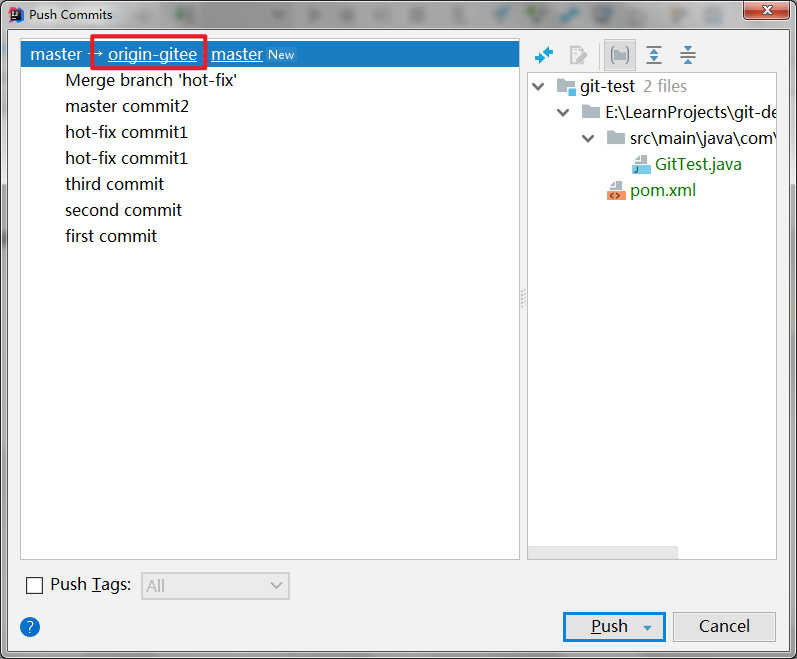 Push Commits
master → origin-gitee master New
Merge branch 'hot-fix'
master commit2
hot-fix commit1
hot-fix commit1
third commit
second commit
first commit
git-test 2 files
E:\LearnProjects\git-de
src\main\java\com\
GitTest.java
pom.xml
Push Tags: All
?
Push
Cancel